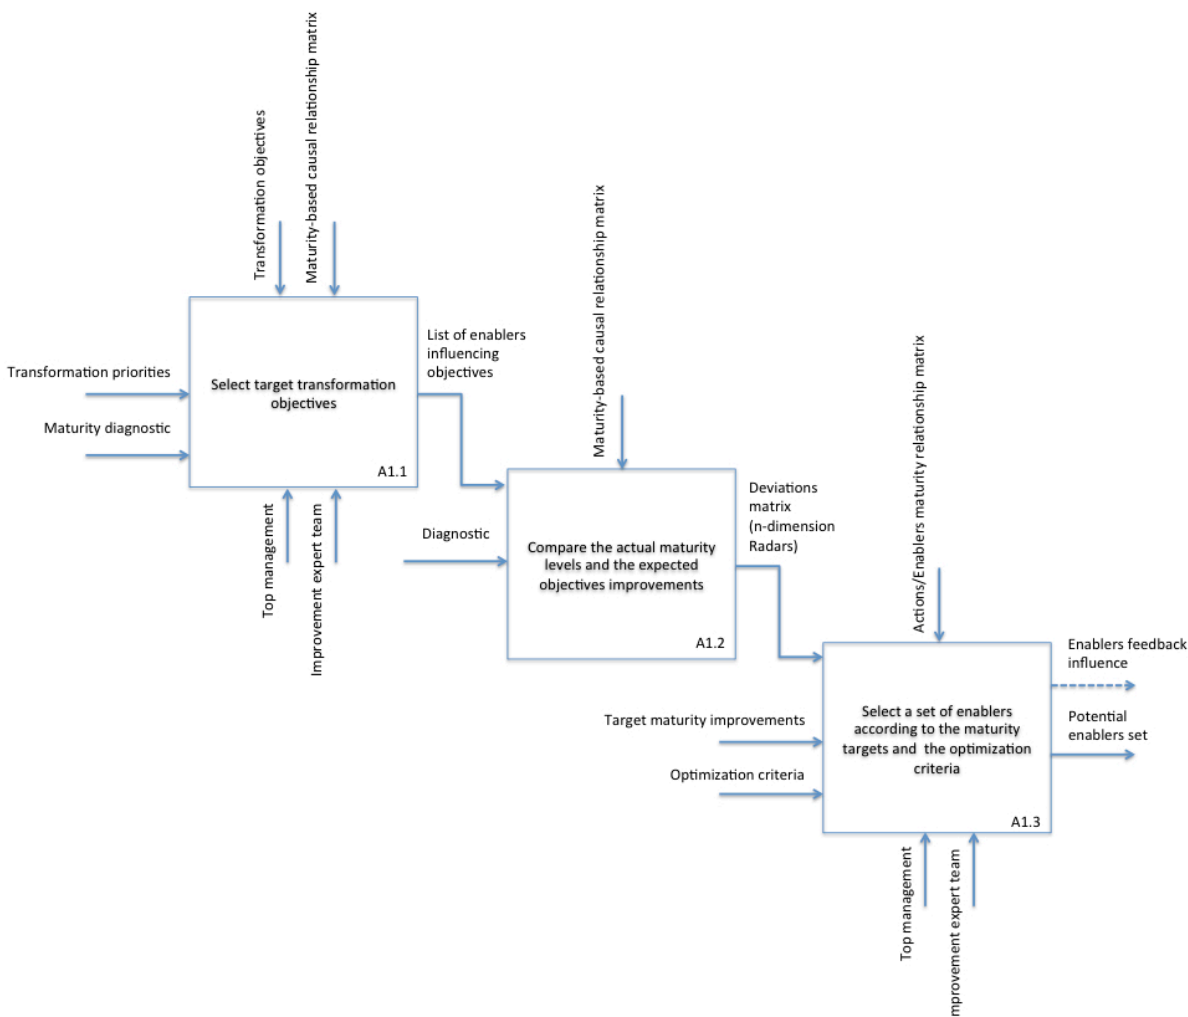 Transformation objectives
Maturity-based causal relationship matrix
Transformation priorities
Maturity diagnostic
Select target transformation
objectives
A1.1
Top management
Improvement expert team
List of enablers
influencing
objectives
Maturity-based causal relationship matrix
Diagnostic
Compare the actual maturity
levels and the expected
objectives improvements
A1.2
Deviations
matrix
(n-dimension
Radars)
Actions/Enablers maturity relationship matrix
Target maturity improvements
Optimization criteria
Select a set of enablers
according to the maturity
targets and the optimization
criteria
A1.3
Enablers feedback
influence
Potential
enablers set
Top management
mprovement expert team